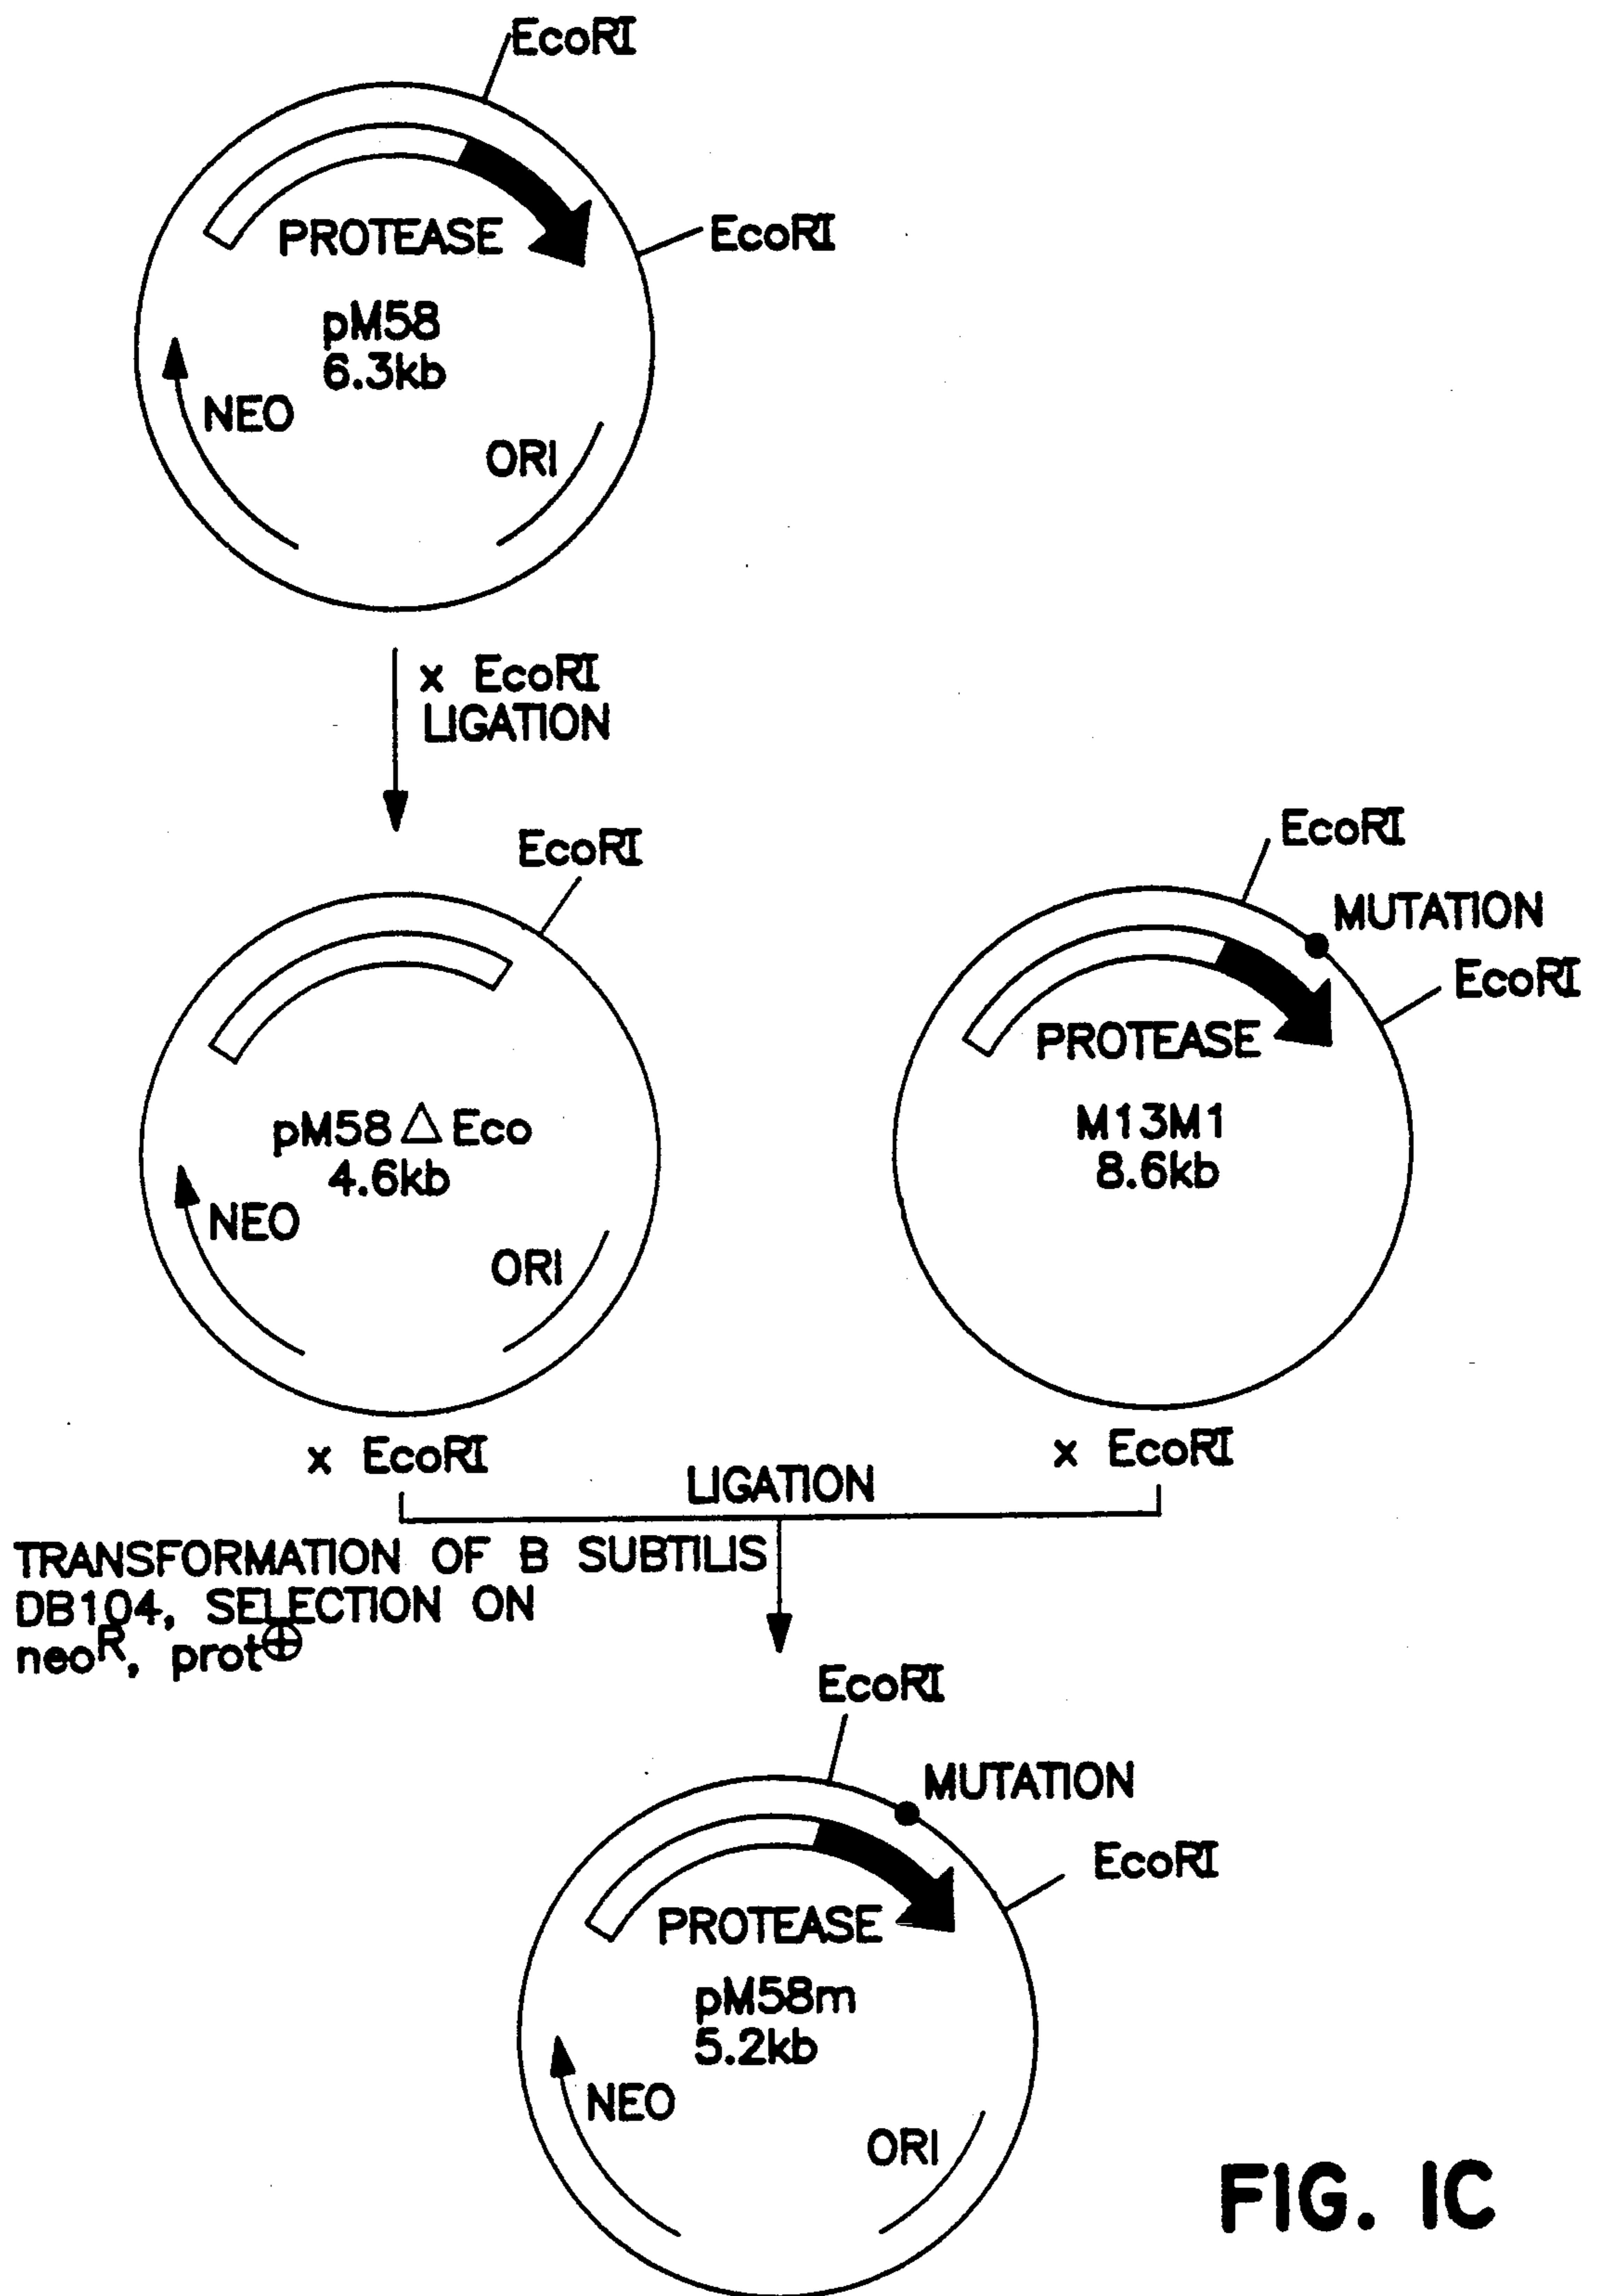 EcoRI
EcoRI
PROTEASE
pM58
6.3kb
NEO
ORI
x EcoRI
LIGATION
EcoRI
pM58 △ Eco
4.6kb
NEO
ORI
x EcoRI
EcoRI
MUTATION
EcoRI
PROTEASE
M13M1
8.6kb
x EcoRI
LIGATION
TRANSFORMATION OF B SUBTILIS
DB104, SELECTION ON
neoR, prot⊕
EcoRI
MUTATION
EcoRI
PROTEASE
pM58m
5.2kb
NEO
ORI
FIG. 1C